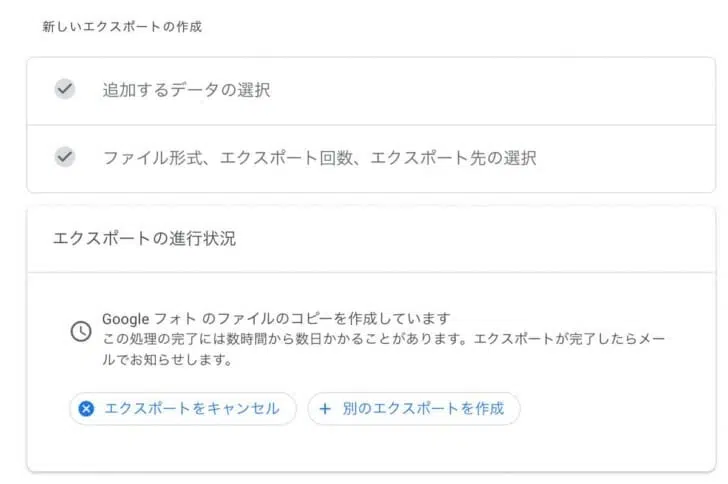 新しいエクスポートの作成
追加するデータの選択
ファイル形式、エクスポート回数、エクスポート先の選択
エクスポートの進行状況
Google フォト のファイルのコピーを作成しています
この処理の完了には数時間から数日かかることがあります。エクスポートが完了したらメー
ルでお知らせします。
エクスポートをキャンセル
別のエクスポートを作成